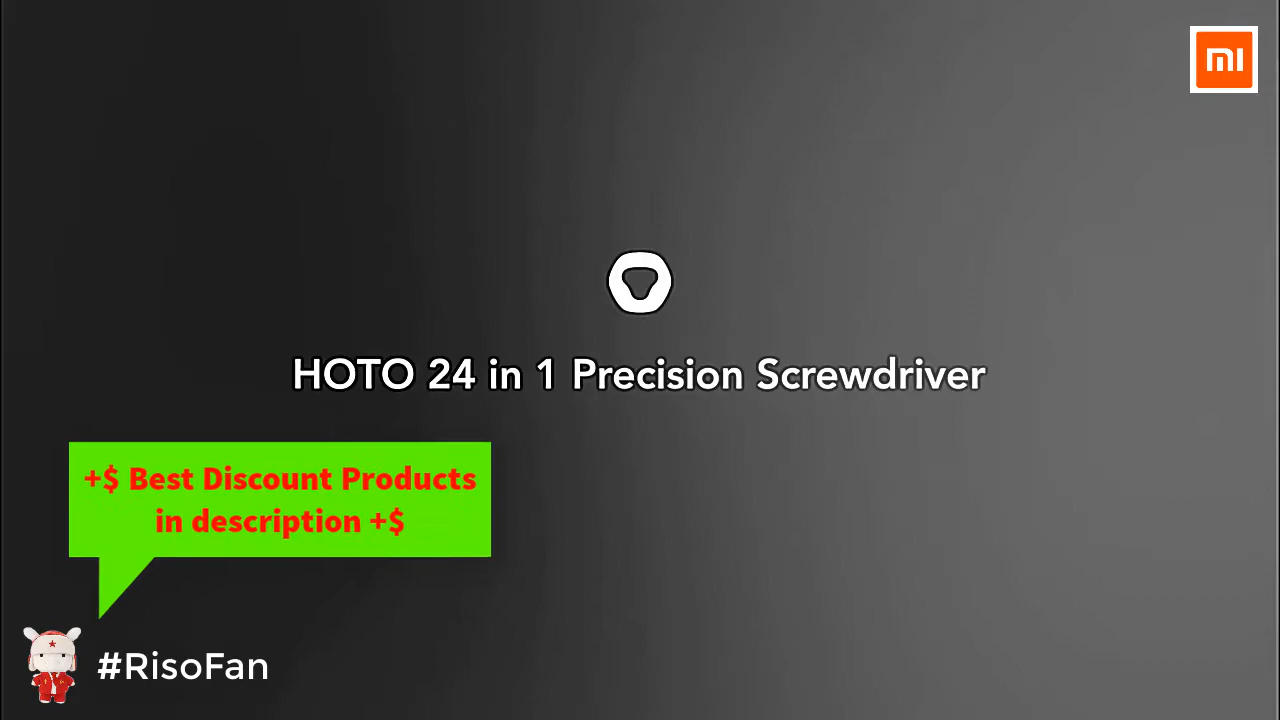 mi
HOTO 24 in 1 Precision Screwdriver
+$ Best Discount Products
in description +$
#RisoFan